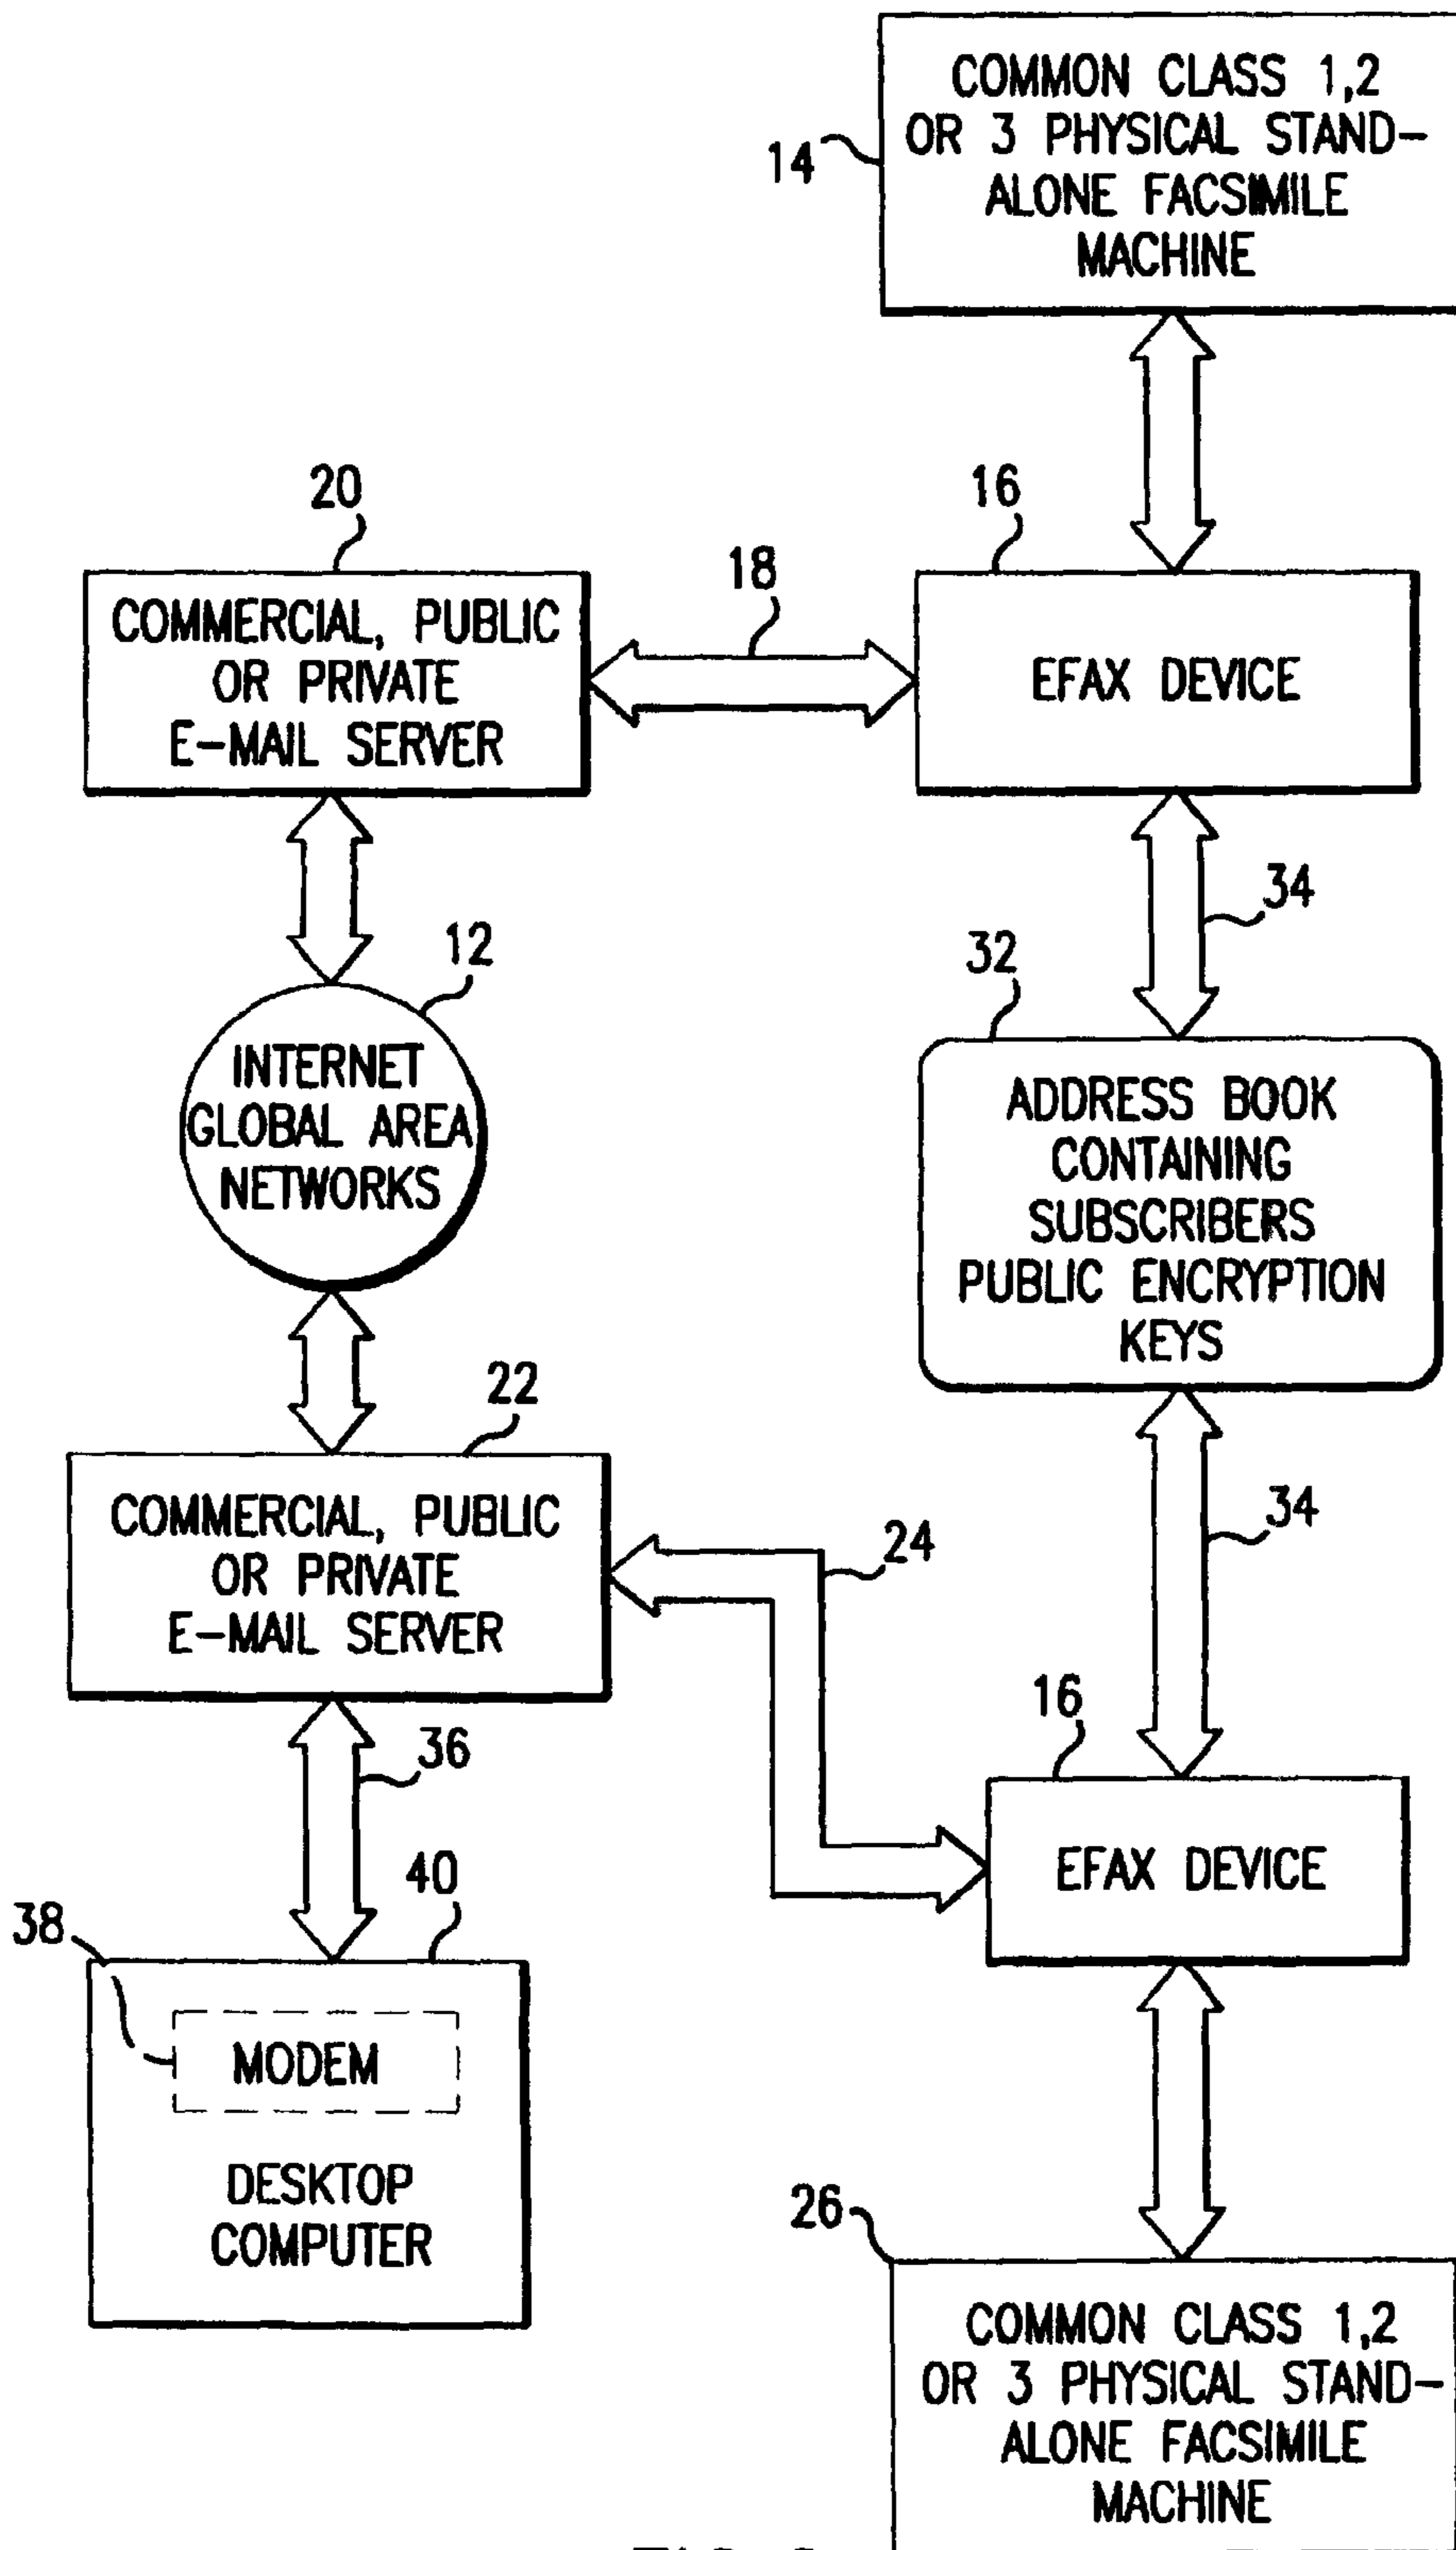 COMMON CLASS 1,2
OR 3 PHYSICAL STAND-
ALONE FACSIMILE
MACHINE
14
20
16
18
COMMERCIAL, PUBLIC
OR PRIVATE
E-MAIL SERVER
EFAX DEVICE
34
12
32
INTERNET
GLOBAL AREA
NETWORKS
ADDRESS BOOK
CONTAINING
SUBSCRIBERS
PUBLIC ENCRYPTION
KEYS
22
COMMERCIAL, PUBLIC
OR PRIVATE
E-MAIL SERVER
24
34
16
36
EFAX DEVICE
40
38
MODEM
DESKTOP
COMPUTER
26
COMMON CLASS 1,2
OR 3 PHYSICAL STAND-
ALONE FACSIMILE
MACHINE